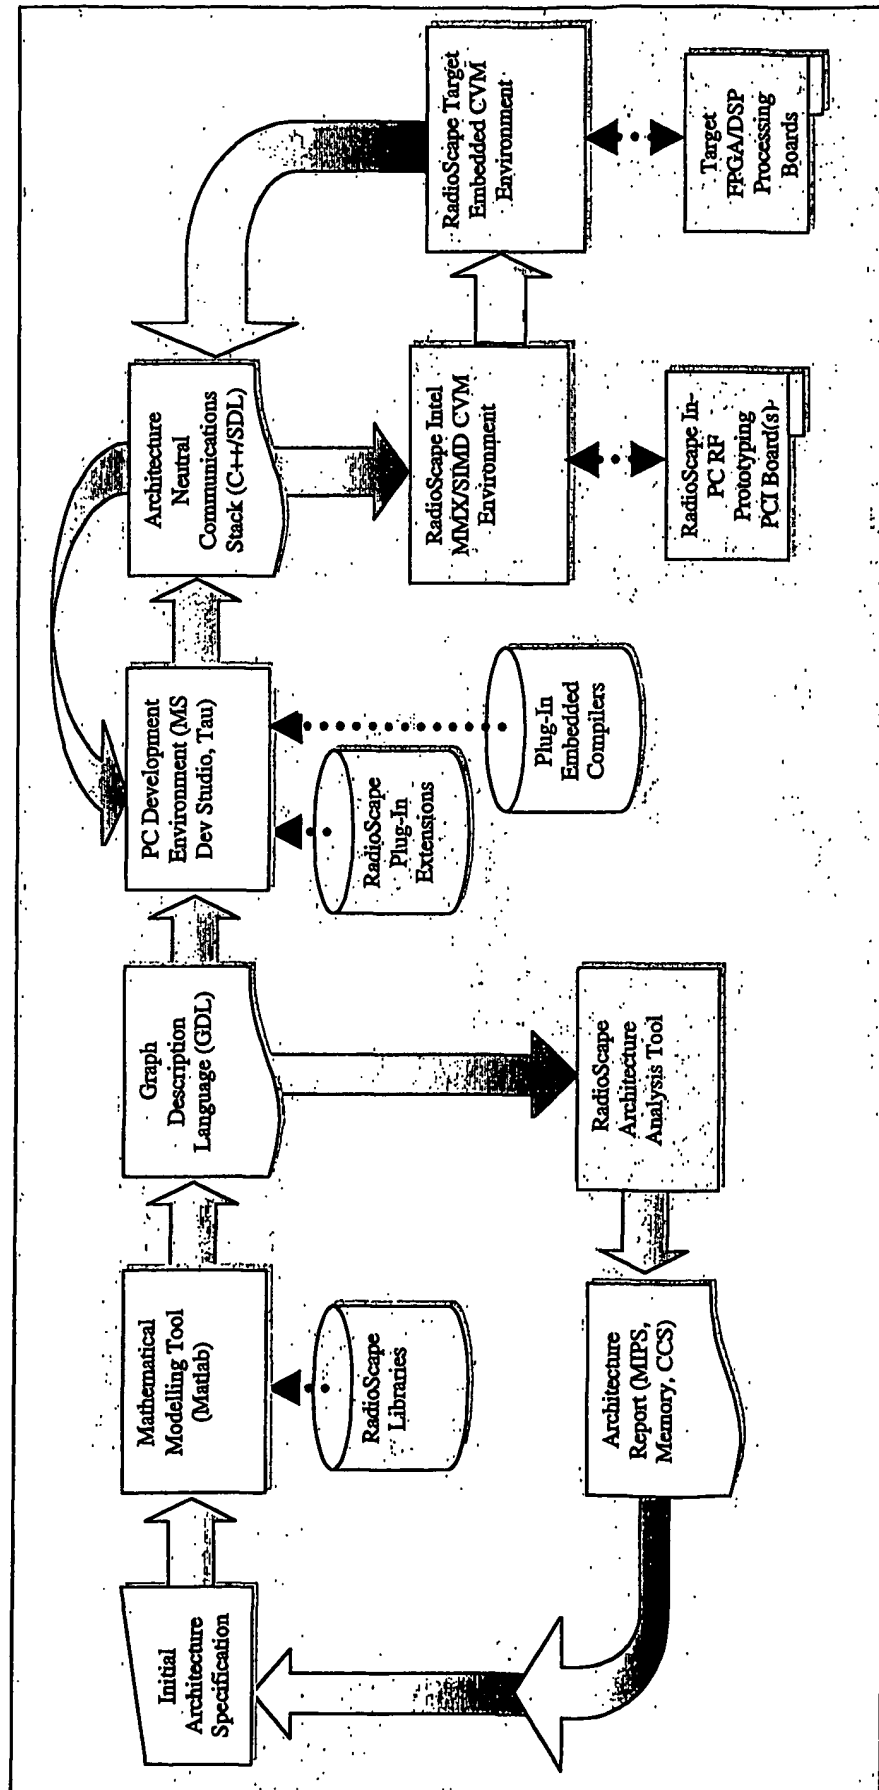 Initial
Architecture
Specification
Mathematical
Modelling Tool
(Matlab)
RadioScape
Libraries
Graph
Description
Language (GDL)
PC Development
Environment (MS
Dev Studio, Tau)
RadioScape
Plug-In
Extensions
Plug-In
Embedded
Compilers
Architecture
Neutral
Communications
Stack (C++/SDL)
RadioScape Intel
MMX/SIMD CVM
Environment
RadioScape Target
Embedded CVM
Environment
RadioScape In-
PC RF
Prototyping
PCI Board(s)
Target
FPGA/DSP
Processing
Boards
RadioScape
Architecture
Analysis Tool
Architecture
Report (MIPS,
Memory, CCS)